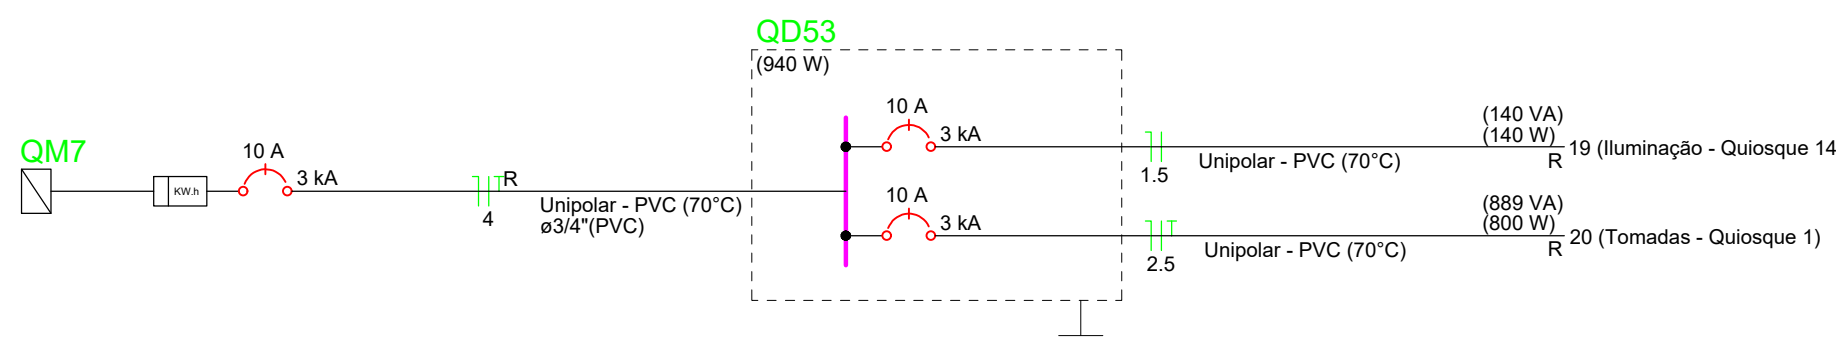 QM7
KW.h
10 A
3 kA
R
4
Unipolar - PVC (70°C)
ø3/4"(PVC)
QD53
(940 W)
10 A
3 kA
1.5
Unipolar - PVC (70°C)
(140 VA)
(140 W)
R
19 (Iluminação - Quiosque 14
10 A
3 kA
2.5
Unipolar - PVC (70°C)
(889 VA)
(800 W)
R
20 (Tomadas - Quiosque 1)